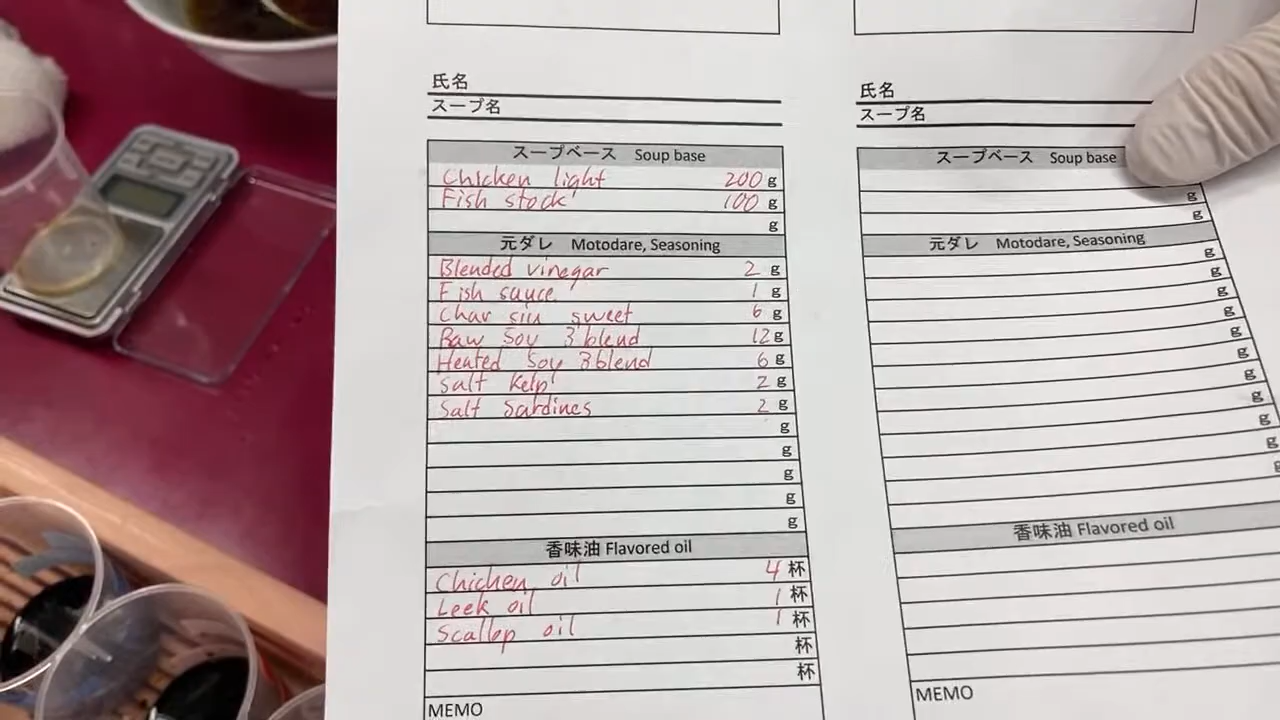 氏名
スープ名
スープベース Soup base
Chicken light 200 g
Fish stock 100 g
g
元ダレ Motodare, Seasoning
Blended vinegar 2 g
Fish sauce 1 g
Char siu sweet 6 g
Raw Soy 3 blend 12 g
Heated Soy 3 blend 6 g
Salt Kelp 2 g
Salt Sardines 2 g
g
g
g
g
g
香味油 Flavored oil
Chicken oil 4 杯
Leek oil 1 杯
Scallop oil 1 杯
杯
杯
MEMO
氏名
スープ名
スープベース Soup base
g
g
元ダレ Motodare, Seasoning
g
g
g
g
g
g
g
g
g
g
香味油 Flavored oil
MEMO